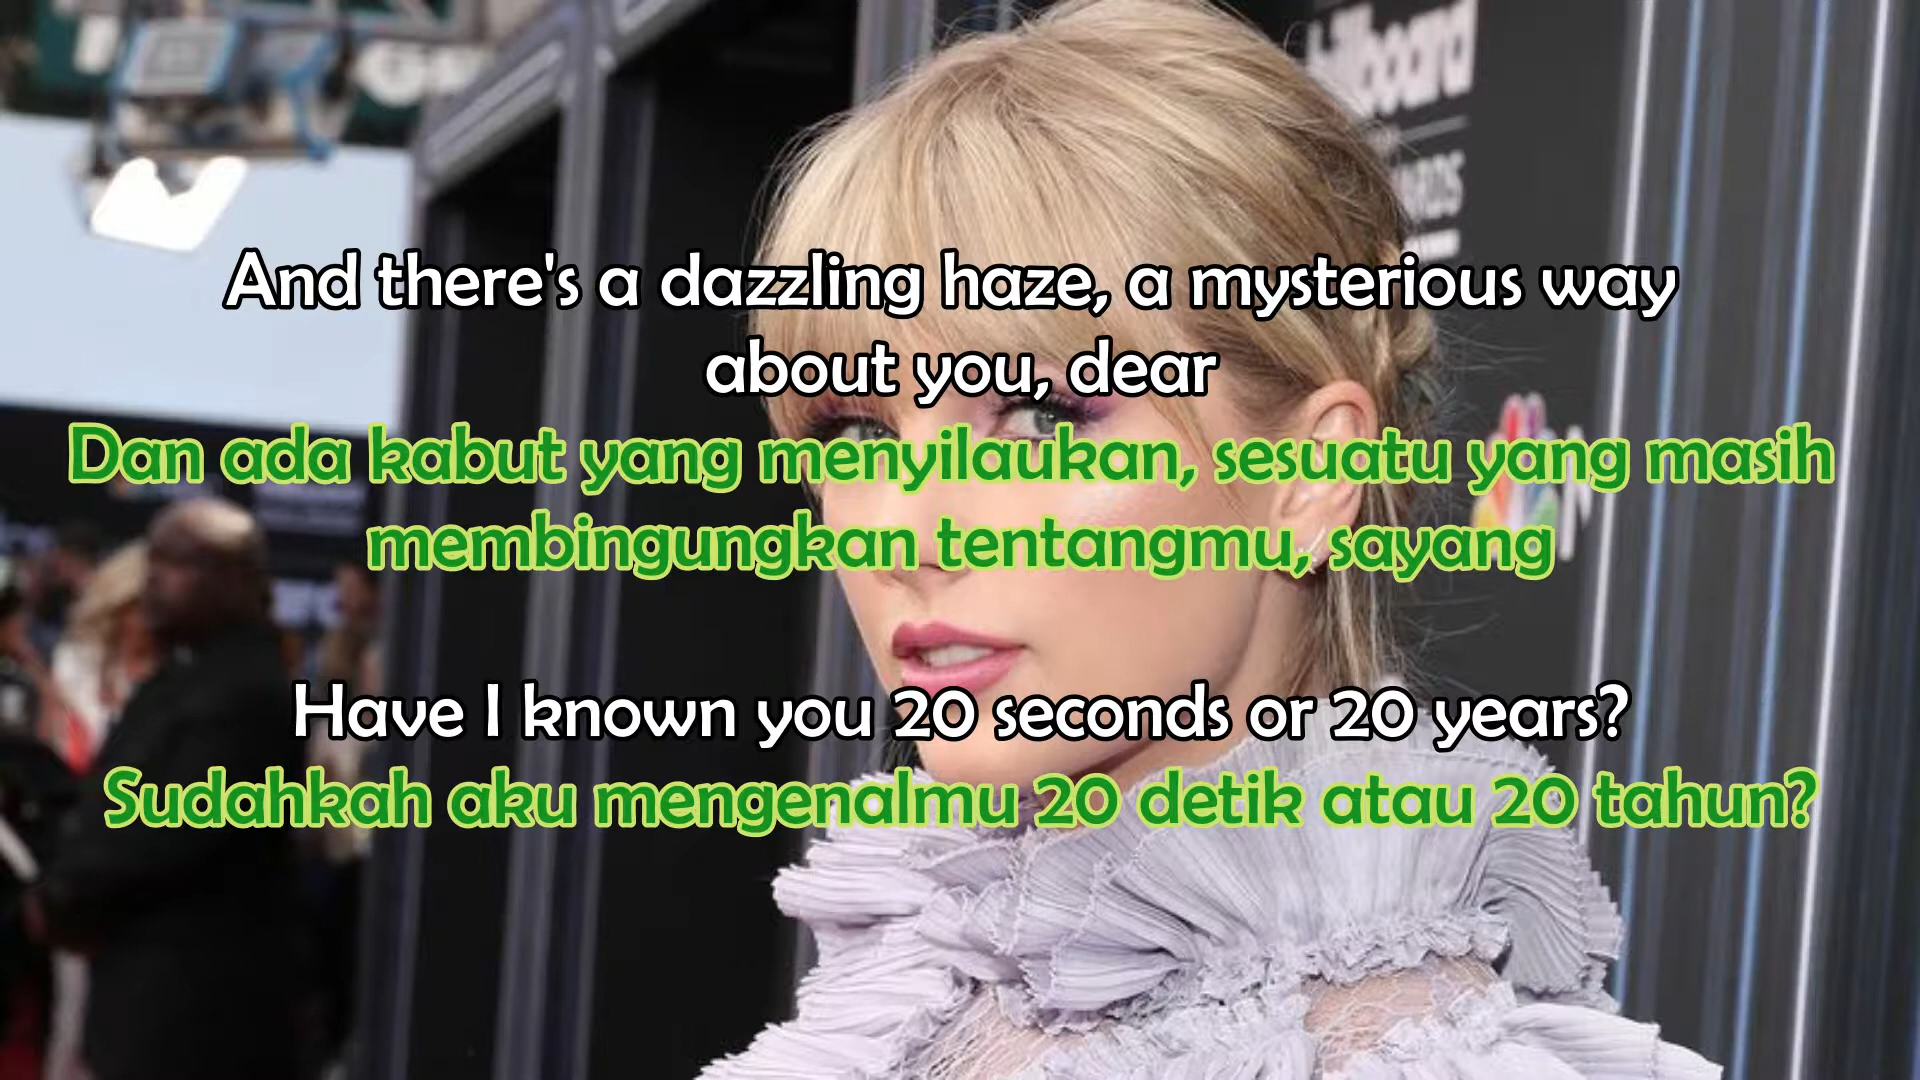 billboard
And there's a dazzling haze, a mysterious way
about you, dear
Dan ada kabut yang menyilaukan, sesuatu yang masih
membingungkan tentangmu, sayang
Have I known you 20 seconds or 20 years?
Sudahkah aku mengenalmu 20 detik atau 20 tahun?